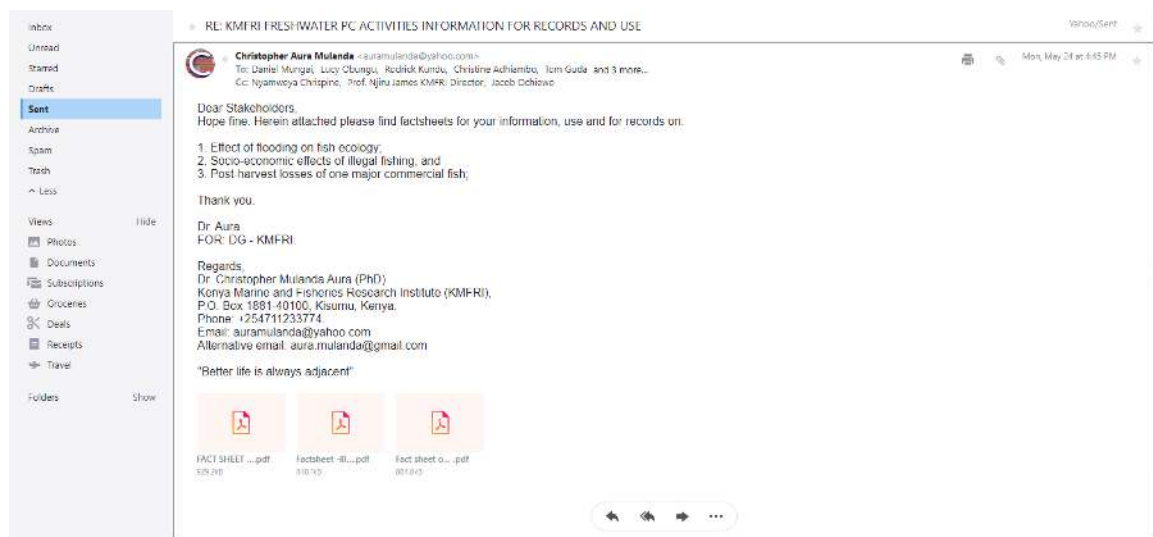 Inbox
Unread
Starred
Drafts
Sent
Archive
Spam
Trash
Less
Views Hide
Photos
Documents
Subscriptions
Groceries
Deals
Receipts
Travel
Folders Show
RE: KMFRI FRESHWATER PC ACTIVITIES INFORMATION FOR RECORDS AND USE
Yahoo/Sent
Christopher Aura Mulanda <auramulanda@yahoo.com>
Mon, May 24 at 4:45 PM
To: Daniel Mungai, Lucy Obungu, Rodrick Kundu, Christine Adhiambo, Tom Guda and 3 more...
Cc: Nyamweya Chrispine, Prof. Njiru James KMFRI Director, Jacob Ochiewo
Dear Stakeholders,
Hope fine. Herein attached please find factsheets for your information, use and for records on:
1. Effect of flooding on fish ecology;
2. Socio-economic effects of illegal fishing, and
3. Post-harvest losses of one major commercial fish;
Thank you.
Dr. Aura
FOR: DG - KMFRI.
Regards,
Dr. Christopher Mulanda Aura (PhD)
Kenya Marine and Fisheries Research Institute (KMFRI),
P.O. Box 1881-40100, Kisumu, Kenya.
Phone: +254711233774
Email: auramulanda@yahoo.com
Alternative email: aura.mulanda@gmail.com
"Better life is always adjacent"
FACT SHEET ....pdf
Factsheet -III....pdf
Fact sheet o... .pdf